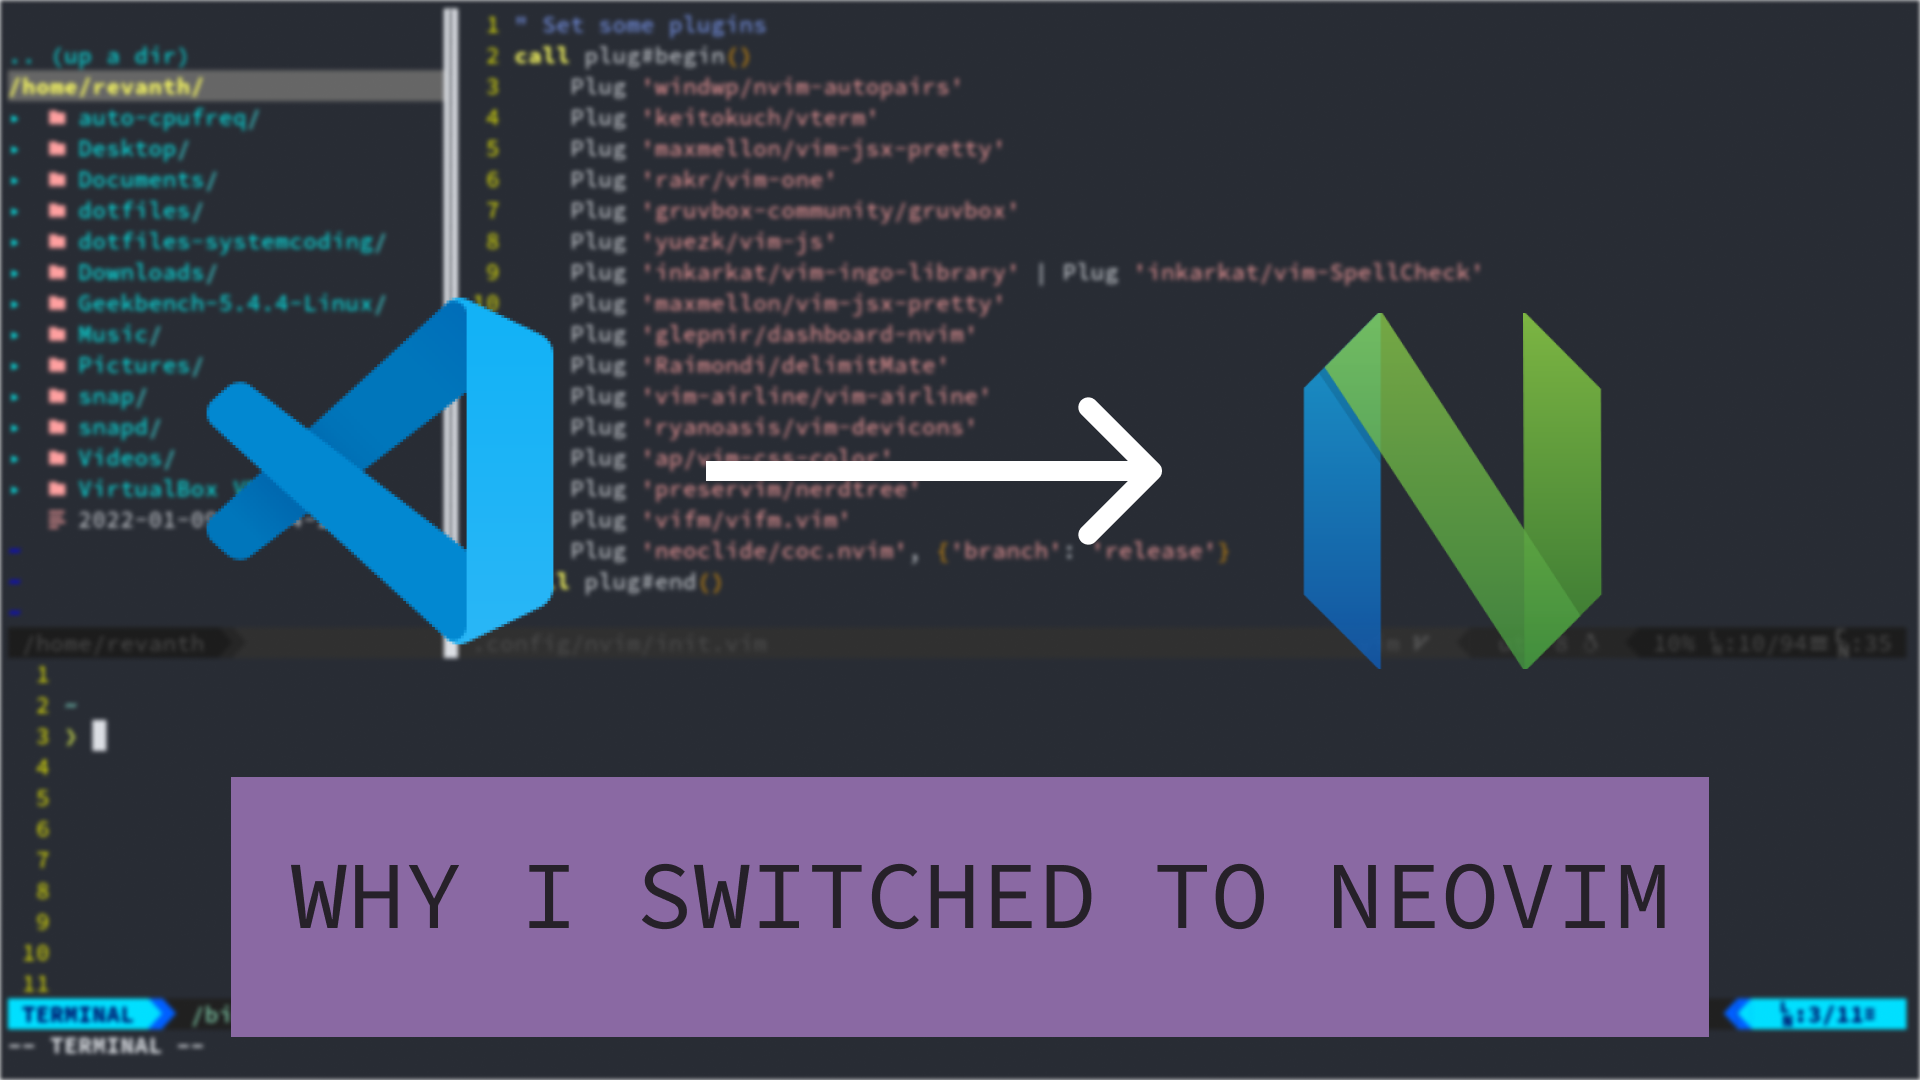 .. (up a dir)
/home/revanth/
auto-cpufreq/
Desktop/
Documents/
dotfiles/
dotfiles-systemcoding/
Downloads/
Geekbench-5.4.4-Linux/
Music/
Pictures/
snap/
snapd/
Videos/
VirtualBox
2022-01-09
/home/revanth
1 " Set some plugins
2 call plug#begin()
3 Plug 'windwp/nvim-autopairs'
4 Plug 'keitokuch/vterm'
5 Plug 'maxmellon/vim-jsx-pretty'
6 Plug 'rakr/vim-one'
7 Plug 'gruvbox-community/gruvbox'
8 Plug 'yuezk/vim-js'
9 Plug 'inkarkat/vim-ingo-library' | Plug 'inkarkat/vim-SpellCheck'
10 Plug 'maxmellon/vim-jsx-pretty'
Plug 'glepnir/dashboard-nvim'
Plug 'Raimondi/delimitMate'
Plug 'vim-airline/vim-airline'
Plug 'ryanoasis/vim-devicons'
Plug 'ap/vim-css-color'
Plug 'preservim/nerdtree'
Plug 'vifm/vifm.vim'
Plug 'neoclide/coc.nvim', {'branch': 'release'}
plug#end()
.config/nvim/init.vim 10% :10/94 :35
1
2 ~
3 ❯
4
5
6
7
8
9
10
11
WHY I SWITCHED TO NEOVIM
TERMINAL /bi :3/11
-- TERMINAL --